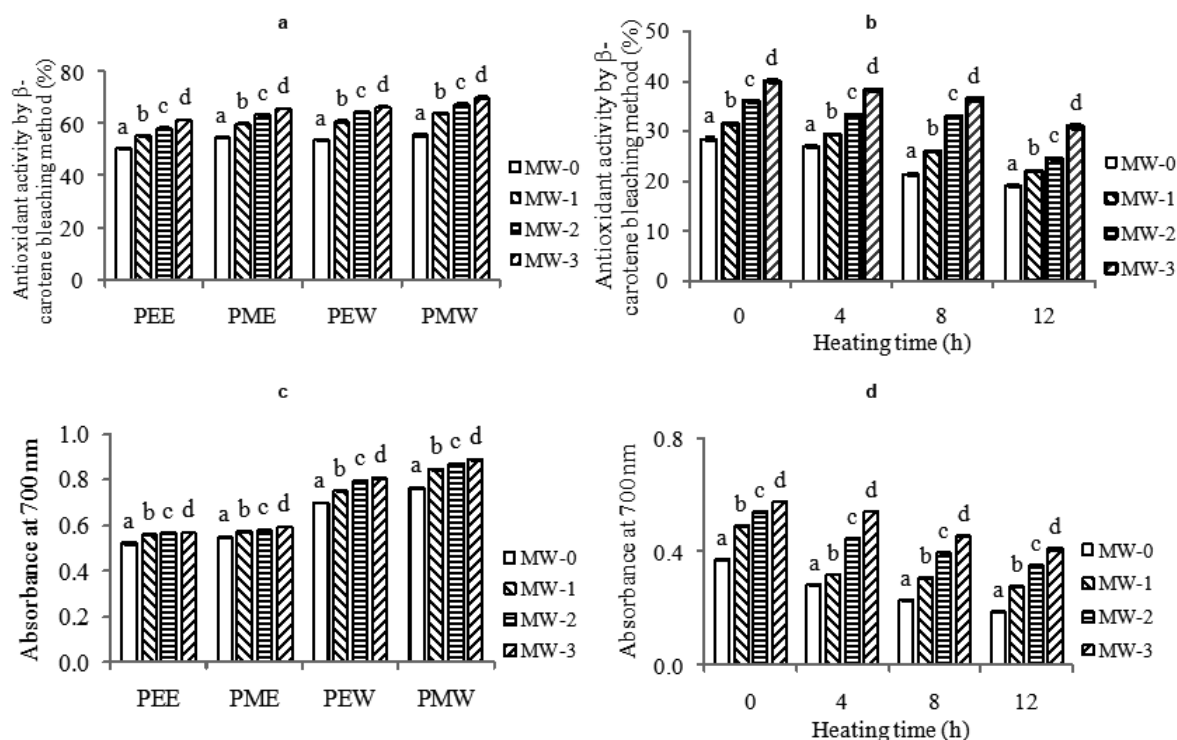 a
Antioxidant activity by β-
carotene bleaching method (%)
80
60
40
20
0
a b c d
a b c d
a b c d
a b c d
PEE PME PEW PMW
MW-0
MW-1
MW-2
MW-3
b
Antioxidant activity by β-
carotene bleaching method (%)
50
40
30
20
10
0
a b c d
a b c d
a b c d
a b c d
0 4 8 12
Heating time (h)
MW-0
MW-1
MW-2
MW-3
c
Absorbance at 700 nm
1.0
0.8
0.6
0.4
0.2
0.0
a b c d
a b c d
a b c d
a b c d
PEE PME PEW PMW
MW-0
MW-1
MW-2
MW-3
d
Absorbance at 700 nm
0.8
0.4
0.0
a b c d
a b c d
a b c d
a b c d
0 4 8 12
Heating time (h)
MW-0
MW-1
MW-2
MW-3